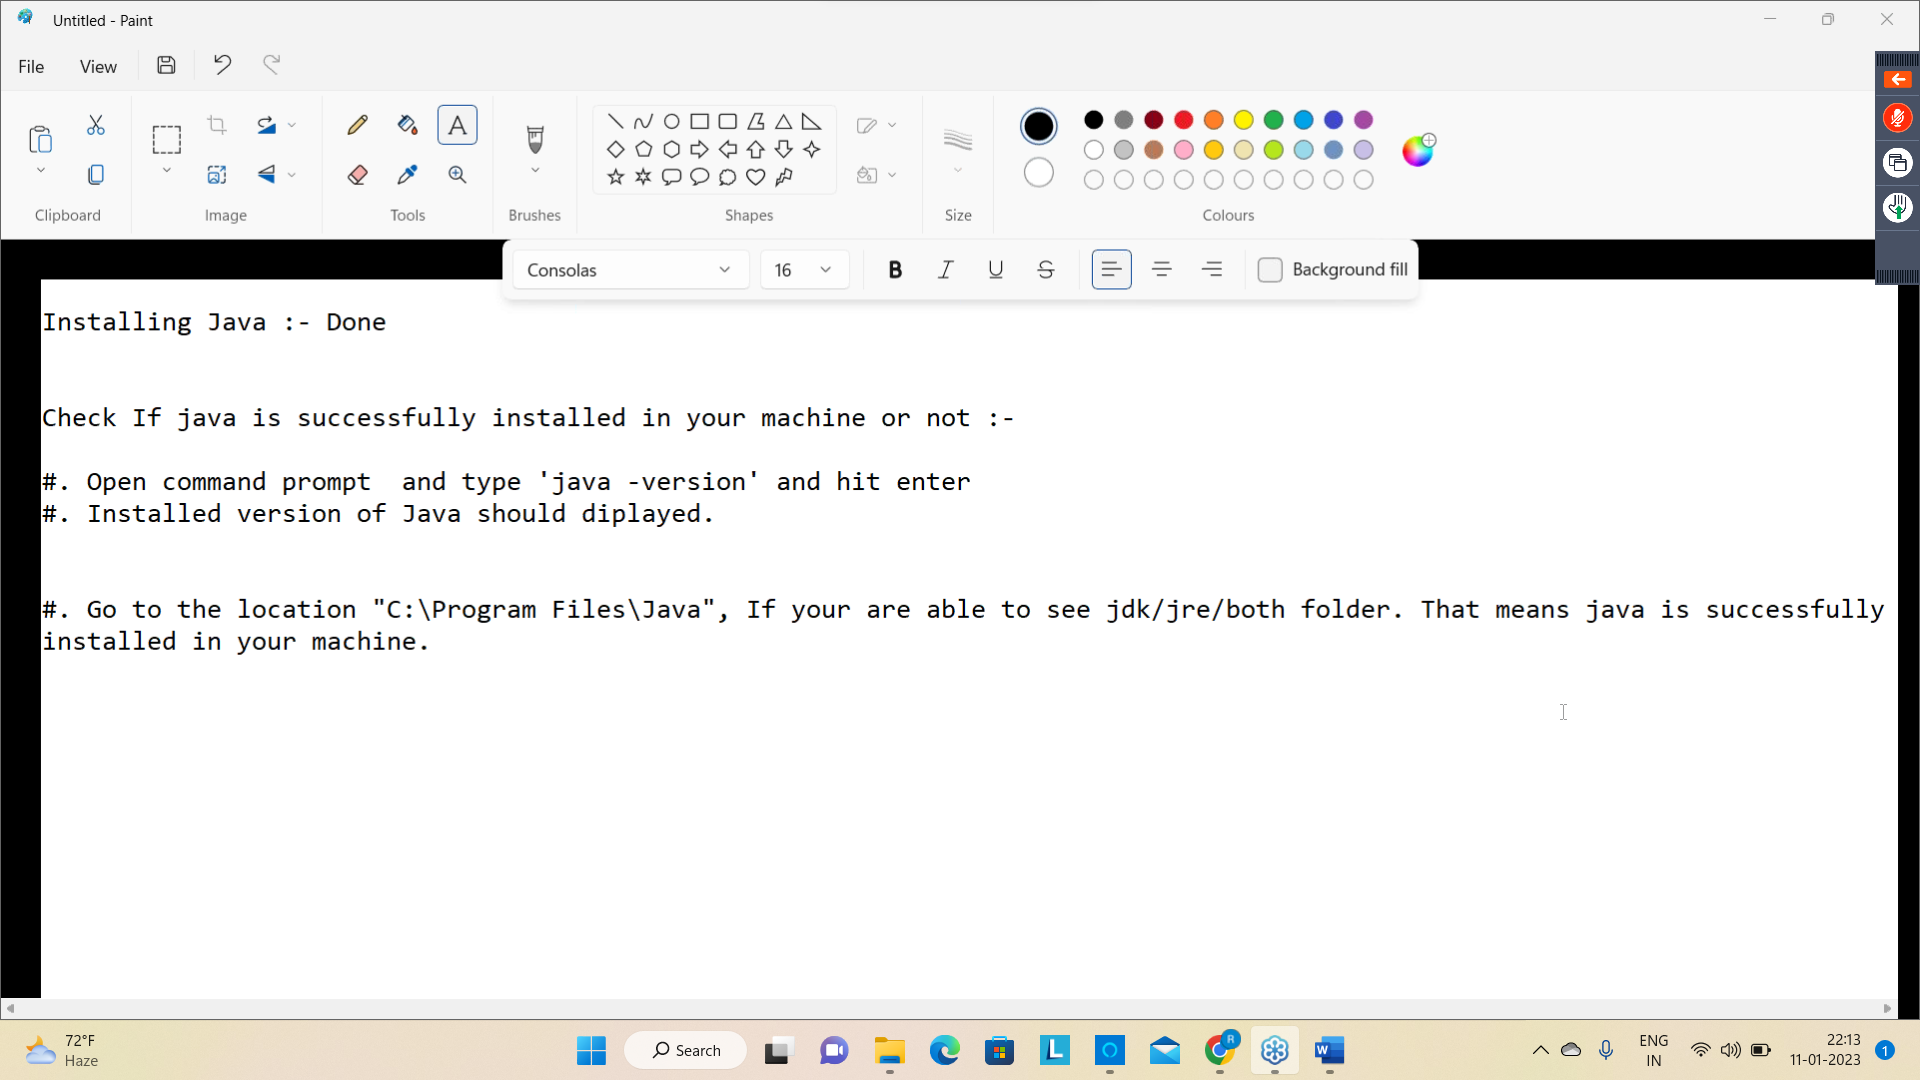 Untitled - Paint
File View
Clipboard Image Tools Brushes Shapes Size Colours
Consolas 16 B I U S Background fill
Installing Java :- Done
Check If java is successfully installed in your machine or not :-
#. Open command prompt  and type 'java -version' and hit enter
#. Installed version of Java should diplayed.
#. Go to the location "C:\Program Files\Java", If your are able to see jdk/jre/both folder. That means java is successfully
installed in your machine.
72°F
Haze
Search
ENG
IN
22:13
11-01-2023
1